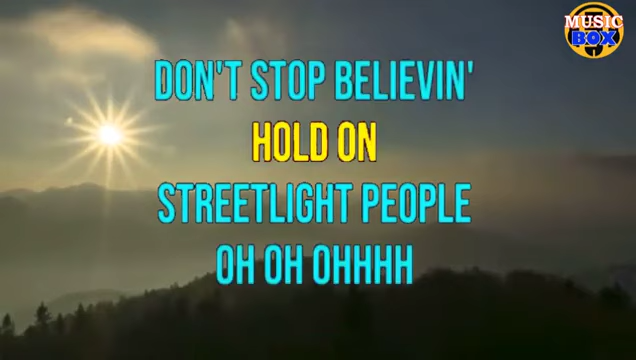 MUSIC
BOX
DON'T STOP BELIEVIN'
HOLD ON
STREETLIGHT PEOPLE
OH OH OHHHH